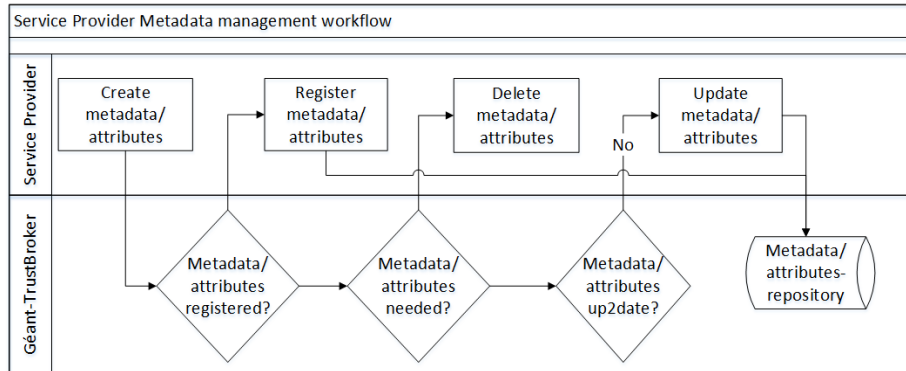 Service Provider Metadata management workflow
Service Provider
Create
metadata/
attributes
Register
metadata/
attributes
Delete
metadata/
attributes
Update
metadata/
attributes
No
Géant-TrustBroker
Metadata/
attributes
registered?
Metadata/
attributes
needed?
Metadata/
attributes
up2date?
Metadata/
attributes-
repository